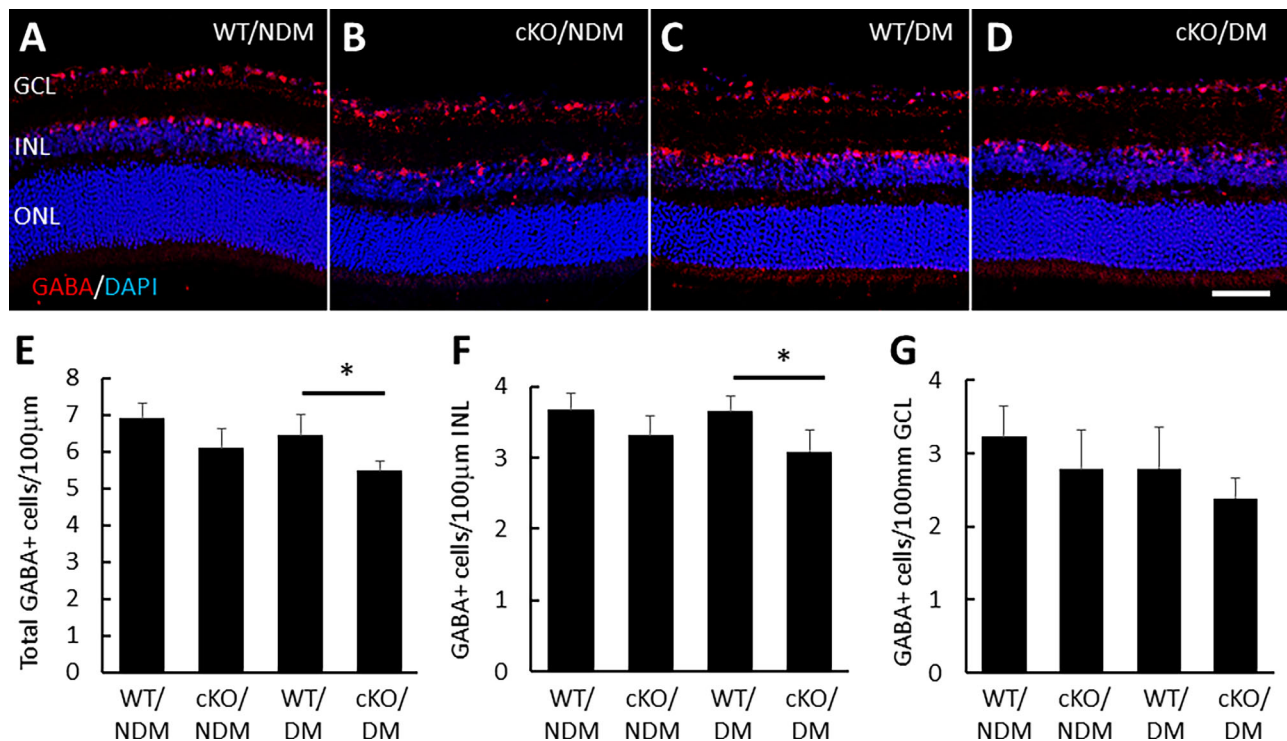 A WT/NDM
B cKO/NDM
C WT/DM
D cKO/DM
GCL
INL
ONL
GABA/DAPI
E
Total GABA+ cells/100μm
8
7
6
5
4
3
2
1
0
*
WT/ cKO/ WT/ cKO/
NDM NDM DM DM
F
GABA+ cells/100μm INL
4
3
2
1
0
*
WT/ cKO/ WT/ cKO/
NDM NDM DM DM
G
GABA+ cells/100mm GCL
4
3
2
1
0
WT/ cKO/ WT/ cKO/
NDM NDM DM DM